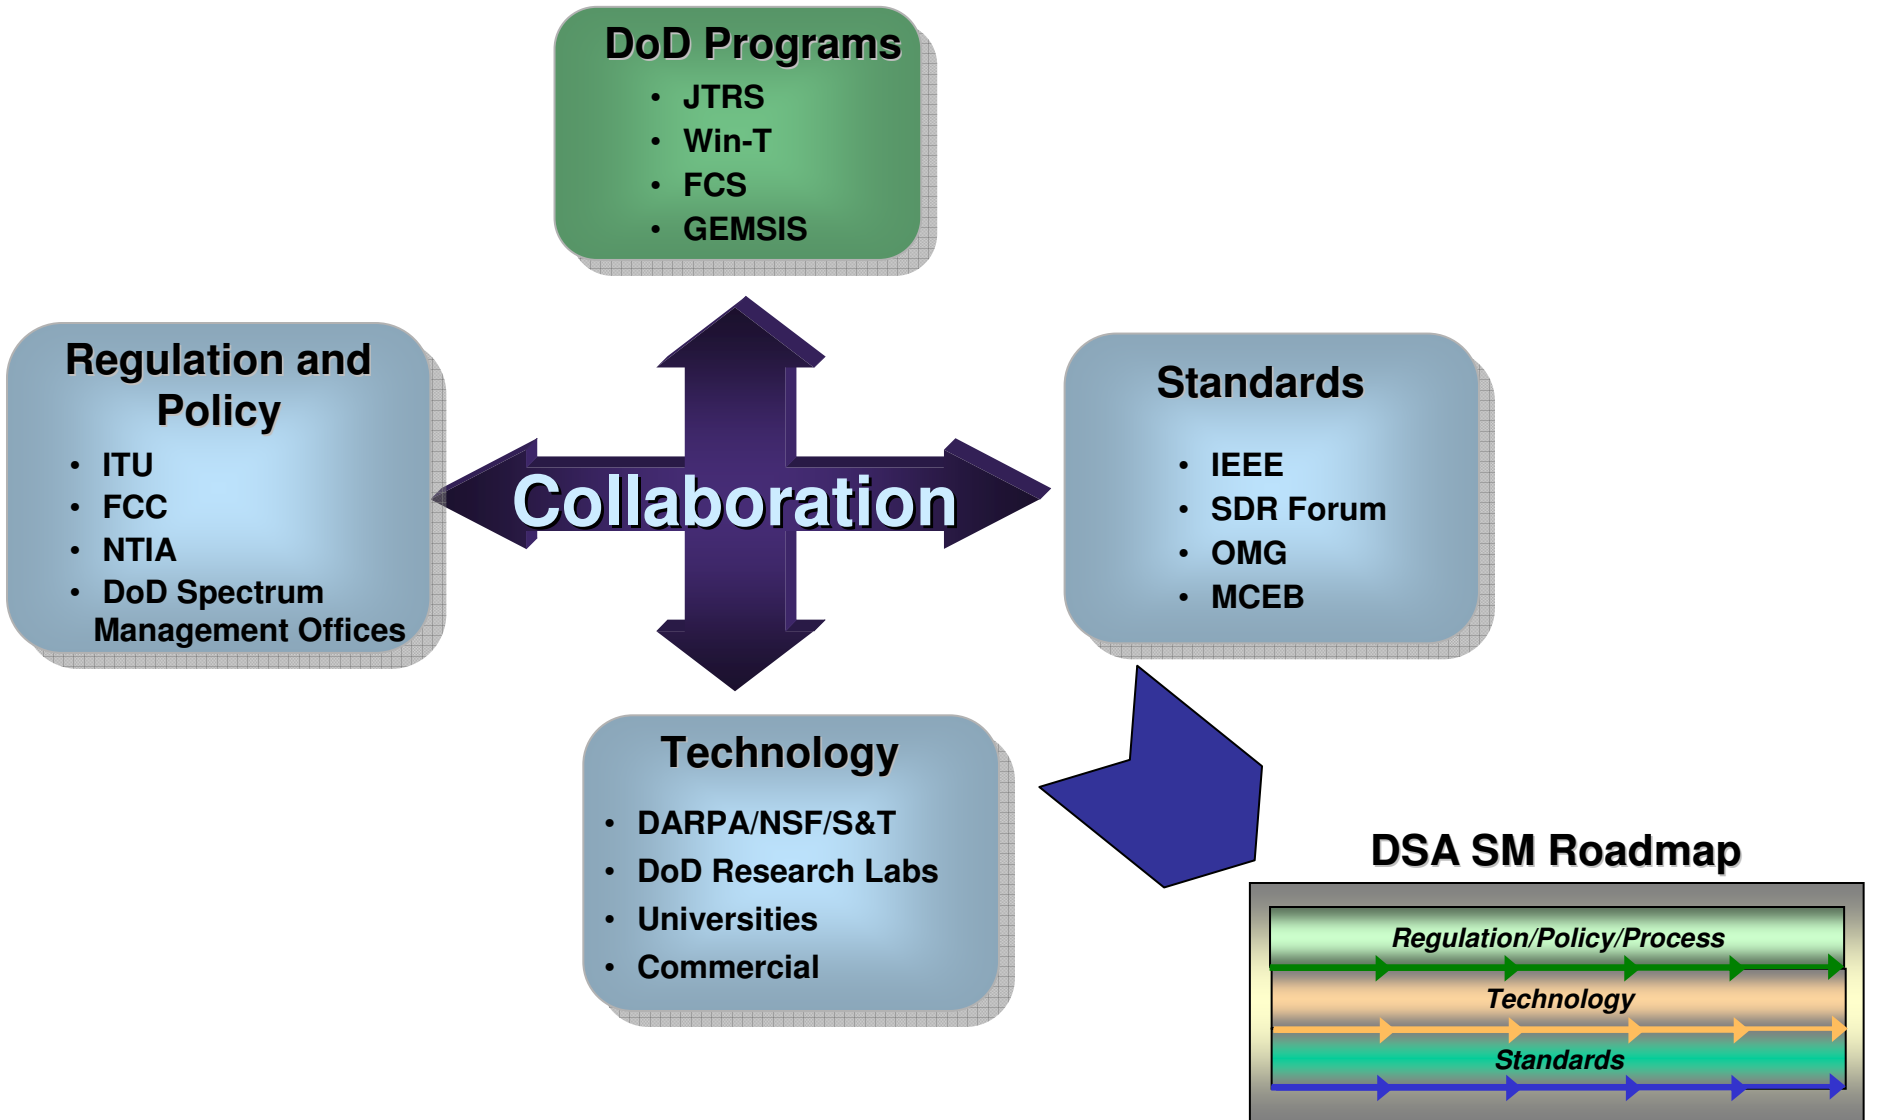 DoD Programs
• JTRS
• Win-T
• FCS
• GEMSIS
Regulation and
Policy
• ITU
• FCC
• NTIA
• DoD Spectrum
Management Offices
Collaboration
Standards
• IEEE
• SDR Forum
• OMG
• MCEB
Technology
• DARPA/NSF/S&T
• DoD Research Labs
• Universities
• Commercial
DSA SM Roadmap
Regulation/Policy/Process
Technology
Standards